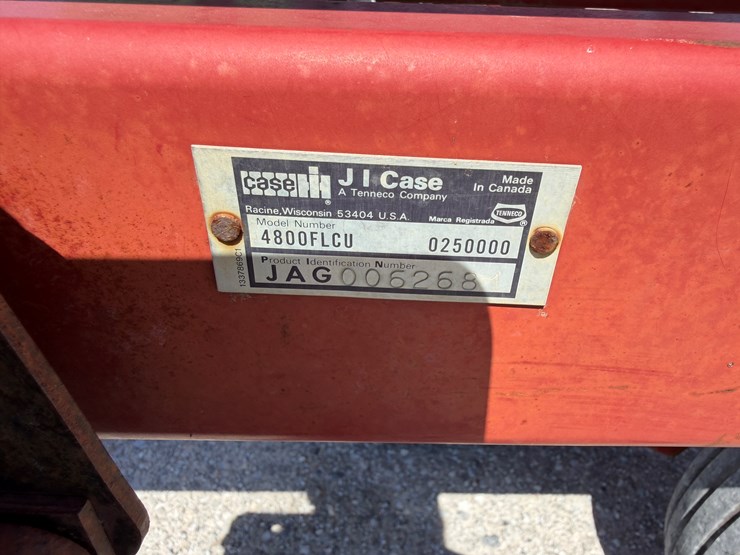 case IH J I Case
A Tenneco Company
Made
In Canada
Racine, Wisconsin 53404 U.S.A. Marca Registrada TENNECO ®
Model Number
4800FLCU 0250000
Product Identification Number
JAG006268
1337869C1